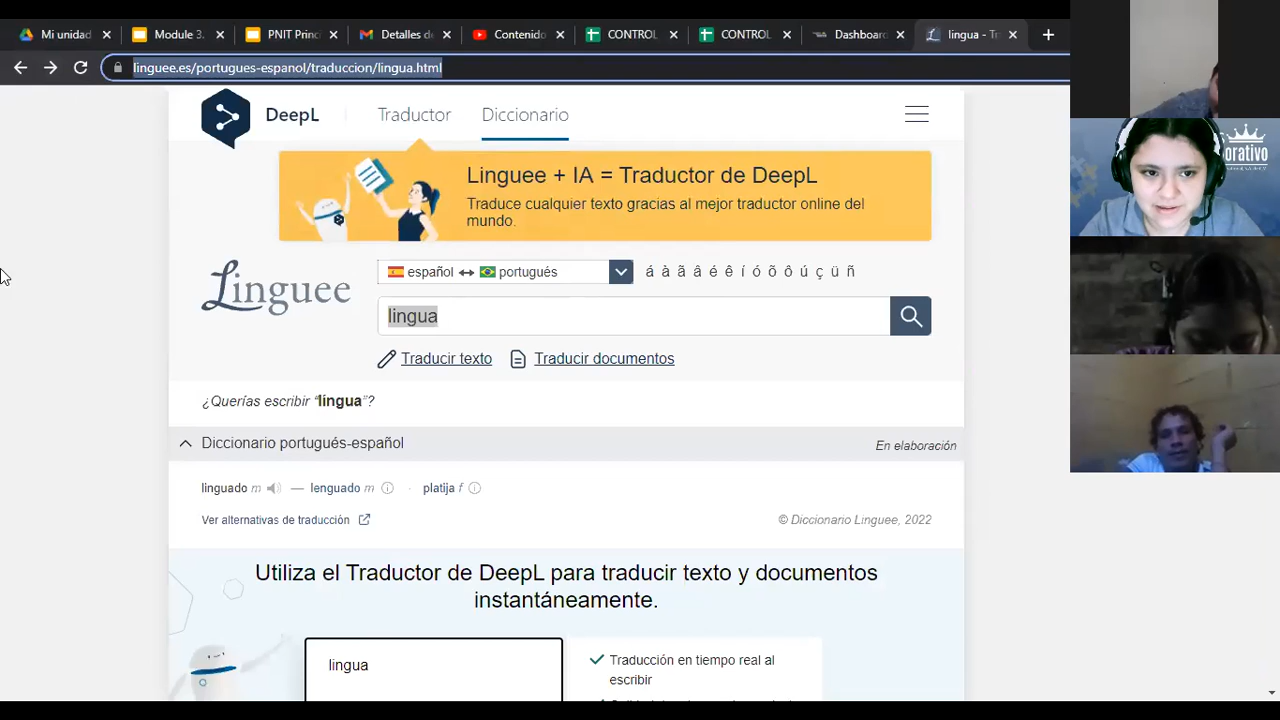 Mi unidad
Module 3.
PNIT Princ
Detalles de
Contenido
CONTROL
CONTROL
Dashboard
lingua - Tr
linguee.es/portugues-espanol/traduccion/lingua.html
DeepL
Traductor
Diccionario
Linguee + IA = Traductor de DeepL
Traduce cualquier texto gracias al mejor traductor online del
mundo.
Linguee
español ↔ portugués
á à ã â é ê í ó õ ô ú ç ü ñ
lingua
Traducir texto
Traducir documentos
¿Querías escribir “língua”?
Diccionario portugués-español
En elaboración
linguado m — lenguado m · platija f
Ver alternativas de traducción
© Diccionario Linguee, 2022
Utiliza el Traductor de DeepL para traducir texto y documentos
instantáneamente.
lingua
Traducción en tiempo real al
escribir
orativo